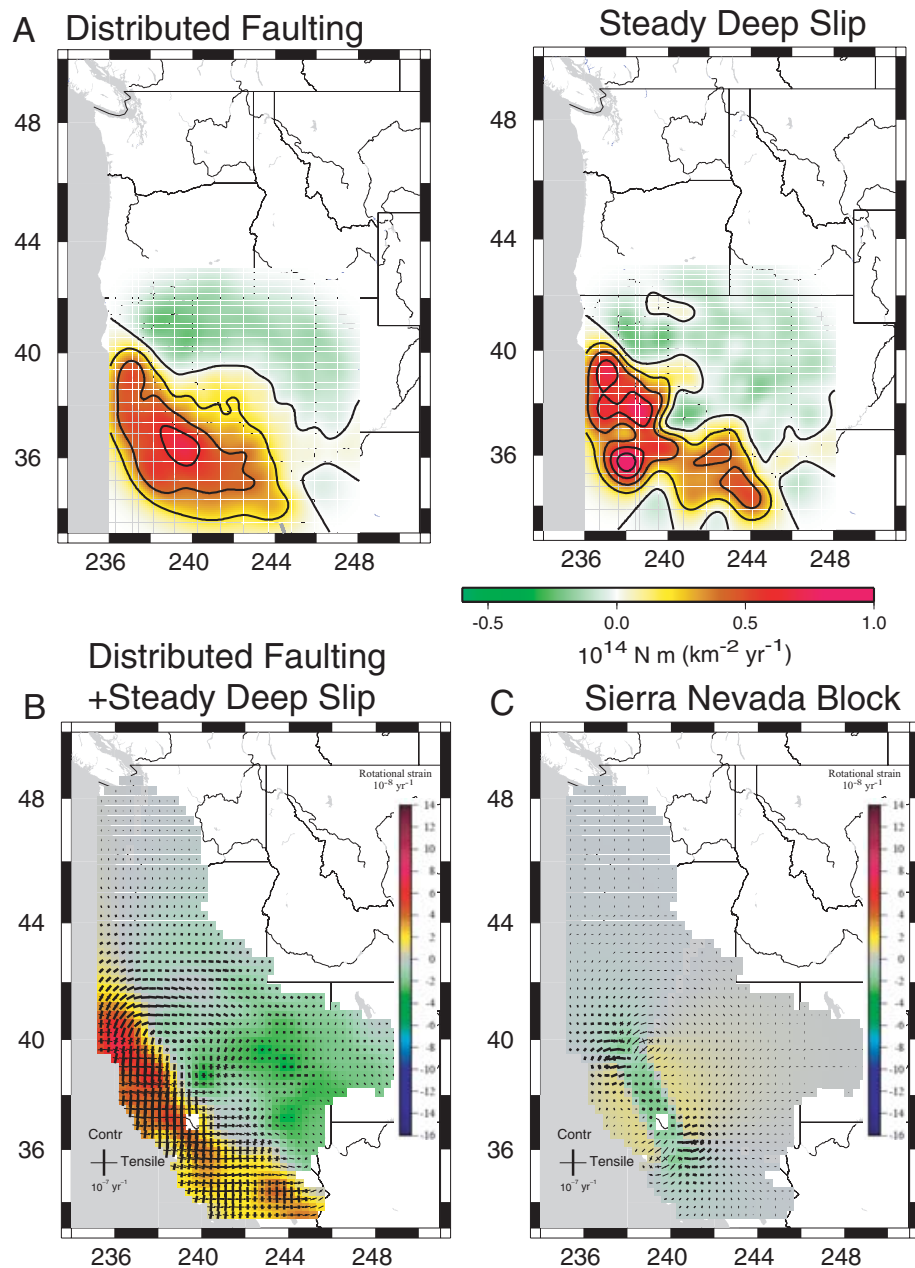 A Distributed Faulting
Steady Deep Slip
48
44
40
36
236 240 244 248
48
44
40
36
236 240 244 248
-0.5 0.0 0.5 1.0
10¹⁴ N m (km⁻² yr⁻¹)
B Distributed Faulting
+Steady Deep Slip
C Sierra Nevada Block
Rotational strain
10⁻⁸ yr⁻¹
14
12
10
8
6
4
2
0
-2
-4
-6
-8
-10
-12
-14
-16
48
44
40
36
Contr
Tensile
10⁻⁷ yr⁻¹
236 240 244 248
Rotational strain
10⁻⁸ yr⁻¹
14
12
10
8
6
4
2
0
-2
-4
-6
-8
-10
-12
-14
-16
48
44
40
36
Contr
Tensile
10⁻⁷ yr⁻¹
236 240 244 248